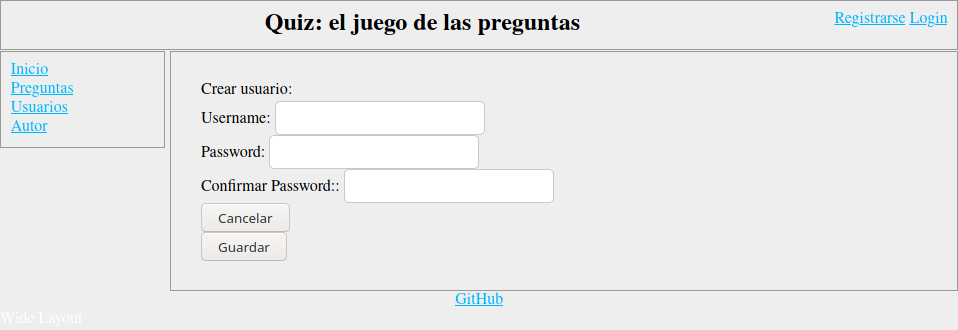 Quiz: el juego de las preguntas
Registrarse Login
Inicio
Preguntas
Usuarios
Autor
Crear usuario:
Username:
Password:
Confirmar Password::
Cancelar
Guardar
GitHub
Wide Layout